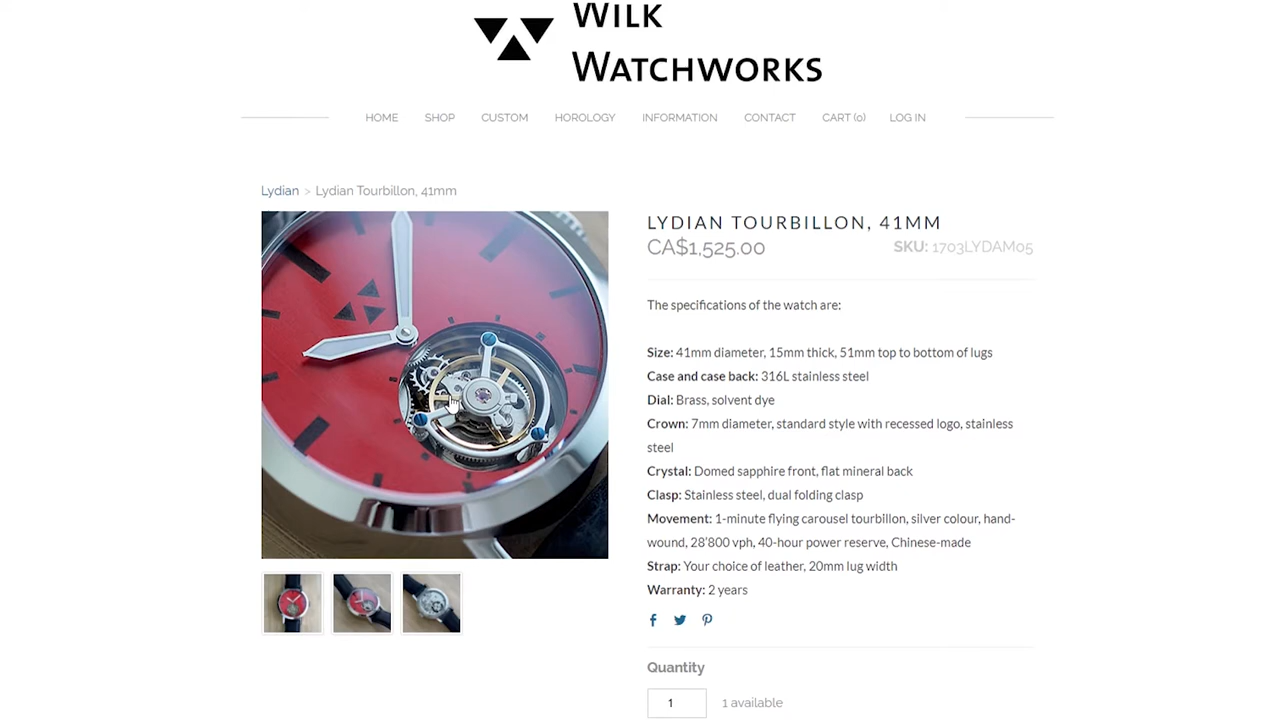 WILK
WATCHWORKS
HOME SHOP CUSTOM HOROLOGY INFORMATION CONTACT CART (0) LOG IN
Lydian > Lydian Tourbillon, 41mm
LYDIAN TOURBILLON, 41MM
CA$1,525.00 SKU: 1703LYDAM05
The specifications of the watch are:
Size: 41mm diameter, 15mm thick, 51mm top to bottom of lugs
Case and case back: 316L stainless steel
Dial: Brass, solvent dye
Crown: 7mm diameter, standard style with recessed logo, stainless
steel
Crystal: Domed sapphire front, flat mineral back
Clasp: Stainless steel, dual folding clasp
Movement: 1-minute flying carousel tourbillon, silver colour, hand-
wound, 28'800 vph, 40-hour power reserve, Chinese-made
Strap: Your choice of leather, 20mm lug width
Warranty: 2 years
Quantity
1 1 available